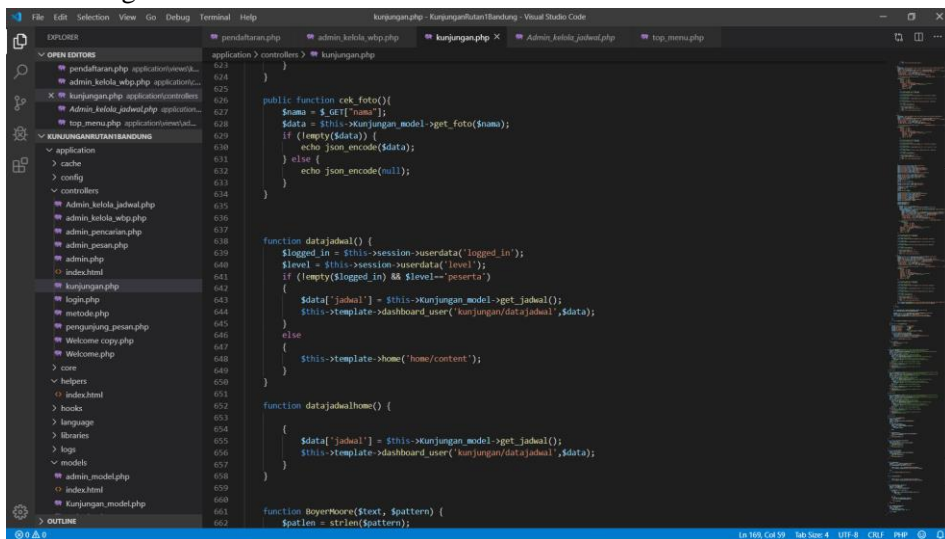 File Edit Selection View Go Debug Terminal Help
kunjungan.php - KunjunganRutan1Bandung - Visual Studio Code
EXPLORER
OPEN EDITORS
pendaftaran.php application\views\k...
admin_kelola_wbp.php application\c...
kunjungan.php application\controllers
Admin_kelola_jadwal.php application...
top_menu.php application\views\ad...
KUNJUNGANRUTAN1BANDUNG
application
cache
config
controllers
Admin_kelola_jadwal.php
admin_kelola_wbp.php
admin_pencarian.php
admin_pesan.php
admin.php
index.html
kunjungan.php
login.php
metode.php
pengunjung_pesan.php
Welcome copy.php
Welcome.php
core
helpers
index.html
hooks
language
libraries
logs
models
admin_model.php
index.html
Kunjungan_model.php
OUTLINE
pendaftaran.php admin_kelola_wbp.php kunjungan.php × Admin_kelola_jadwal.php top_menu.php
application > controllers > kunjungan.php
623 }
624 }
625
626 public function cek_foto(){
627 $nama = $_GET["nama"];
628 $data = $this->Kunjungan_model->get_foto($nama);
629 if (!empty($data)) {
630 echo json_encode($data);
631 } else {
632 echo json_encode(null);
633 }
634 }
635
636
637
638 function datajadwal() {
639 $logged_in = $this->session->userdata('logged_in');
640 $level = $this->session->userdata('level');
641 if (!empty($logged_in) && $level=='peserta')
642 {
643 $data['jadwal'] = $this->Kunjungan_model->get_jadwal();
644 $this->template->dashboard_user('kunjungan/datajadwal',$data);
645 }
646 else
647 {
648 $this->template->home('home/content');
649 }
650 }
651
652 function datajadwalhome() {
653
654 {
655 $data['jadwal'] = $this->Kunjungan_model->get_jadwal();
656 $this->template->dashboard_user('kunjungan/datajadwal',$data);
657 }
658 }
659
660
661 function BoyerMoore($text, $pattern) {
662 $patlen = strlen($pattern);
0 0 Ln 169, Col 59 Tab Size: 4 UTF-8 CRLF PHP